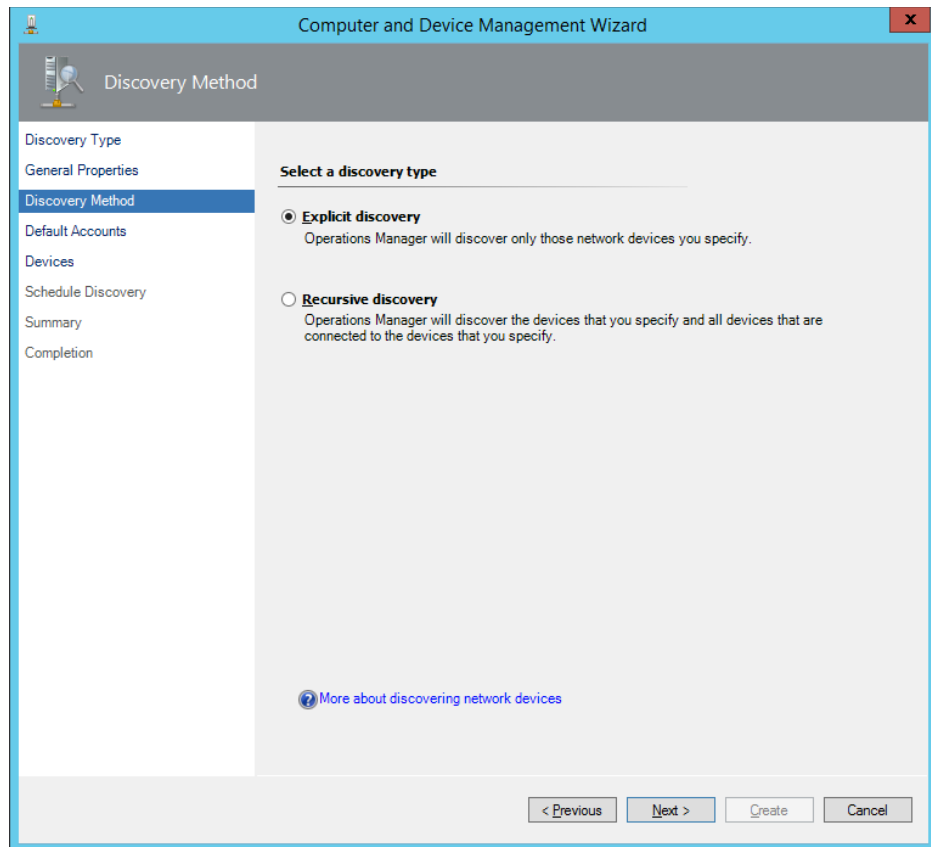 Computer and Device Management Wizard
x
Discovery Method
Discovery Type
General Properties
Discovery Method
Default Accounts
Devices
Schedule Discovery
Summary
Completion
Select a discovery type
Explicit discovery
Operations Manager will discover only those network devices you specify.
Recursive discovery
Operations Manager will discover the devices that you specify and all devices that are
connected to the devices that you specify.
? More about discovering network devices
< Previous
Next >
Create
Cancel